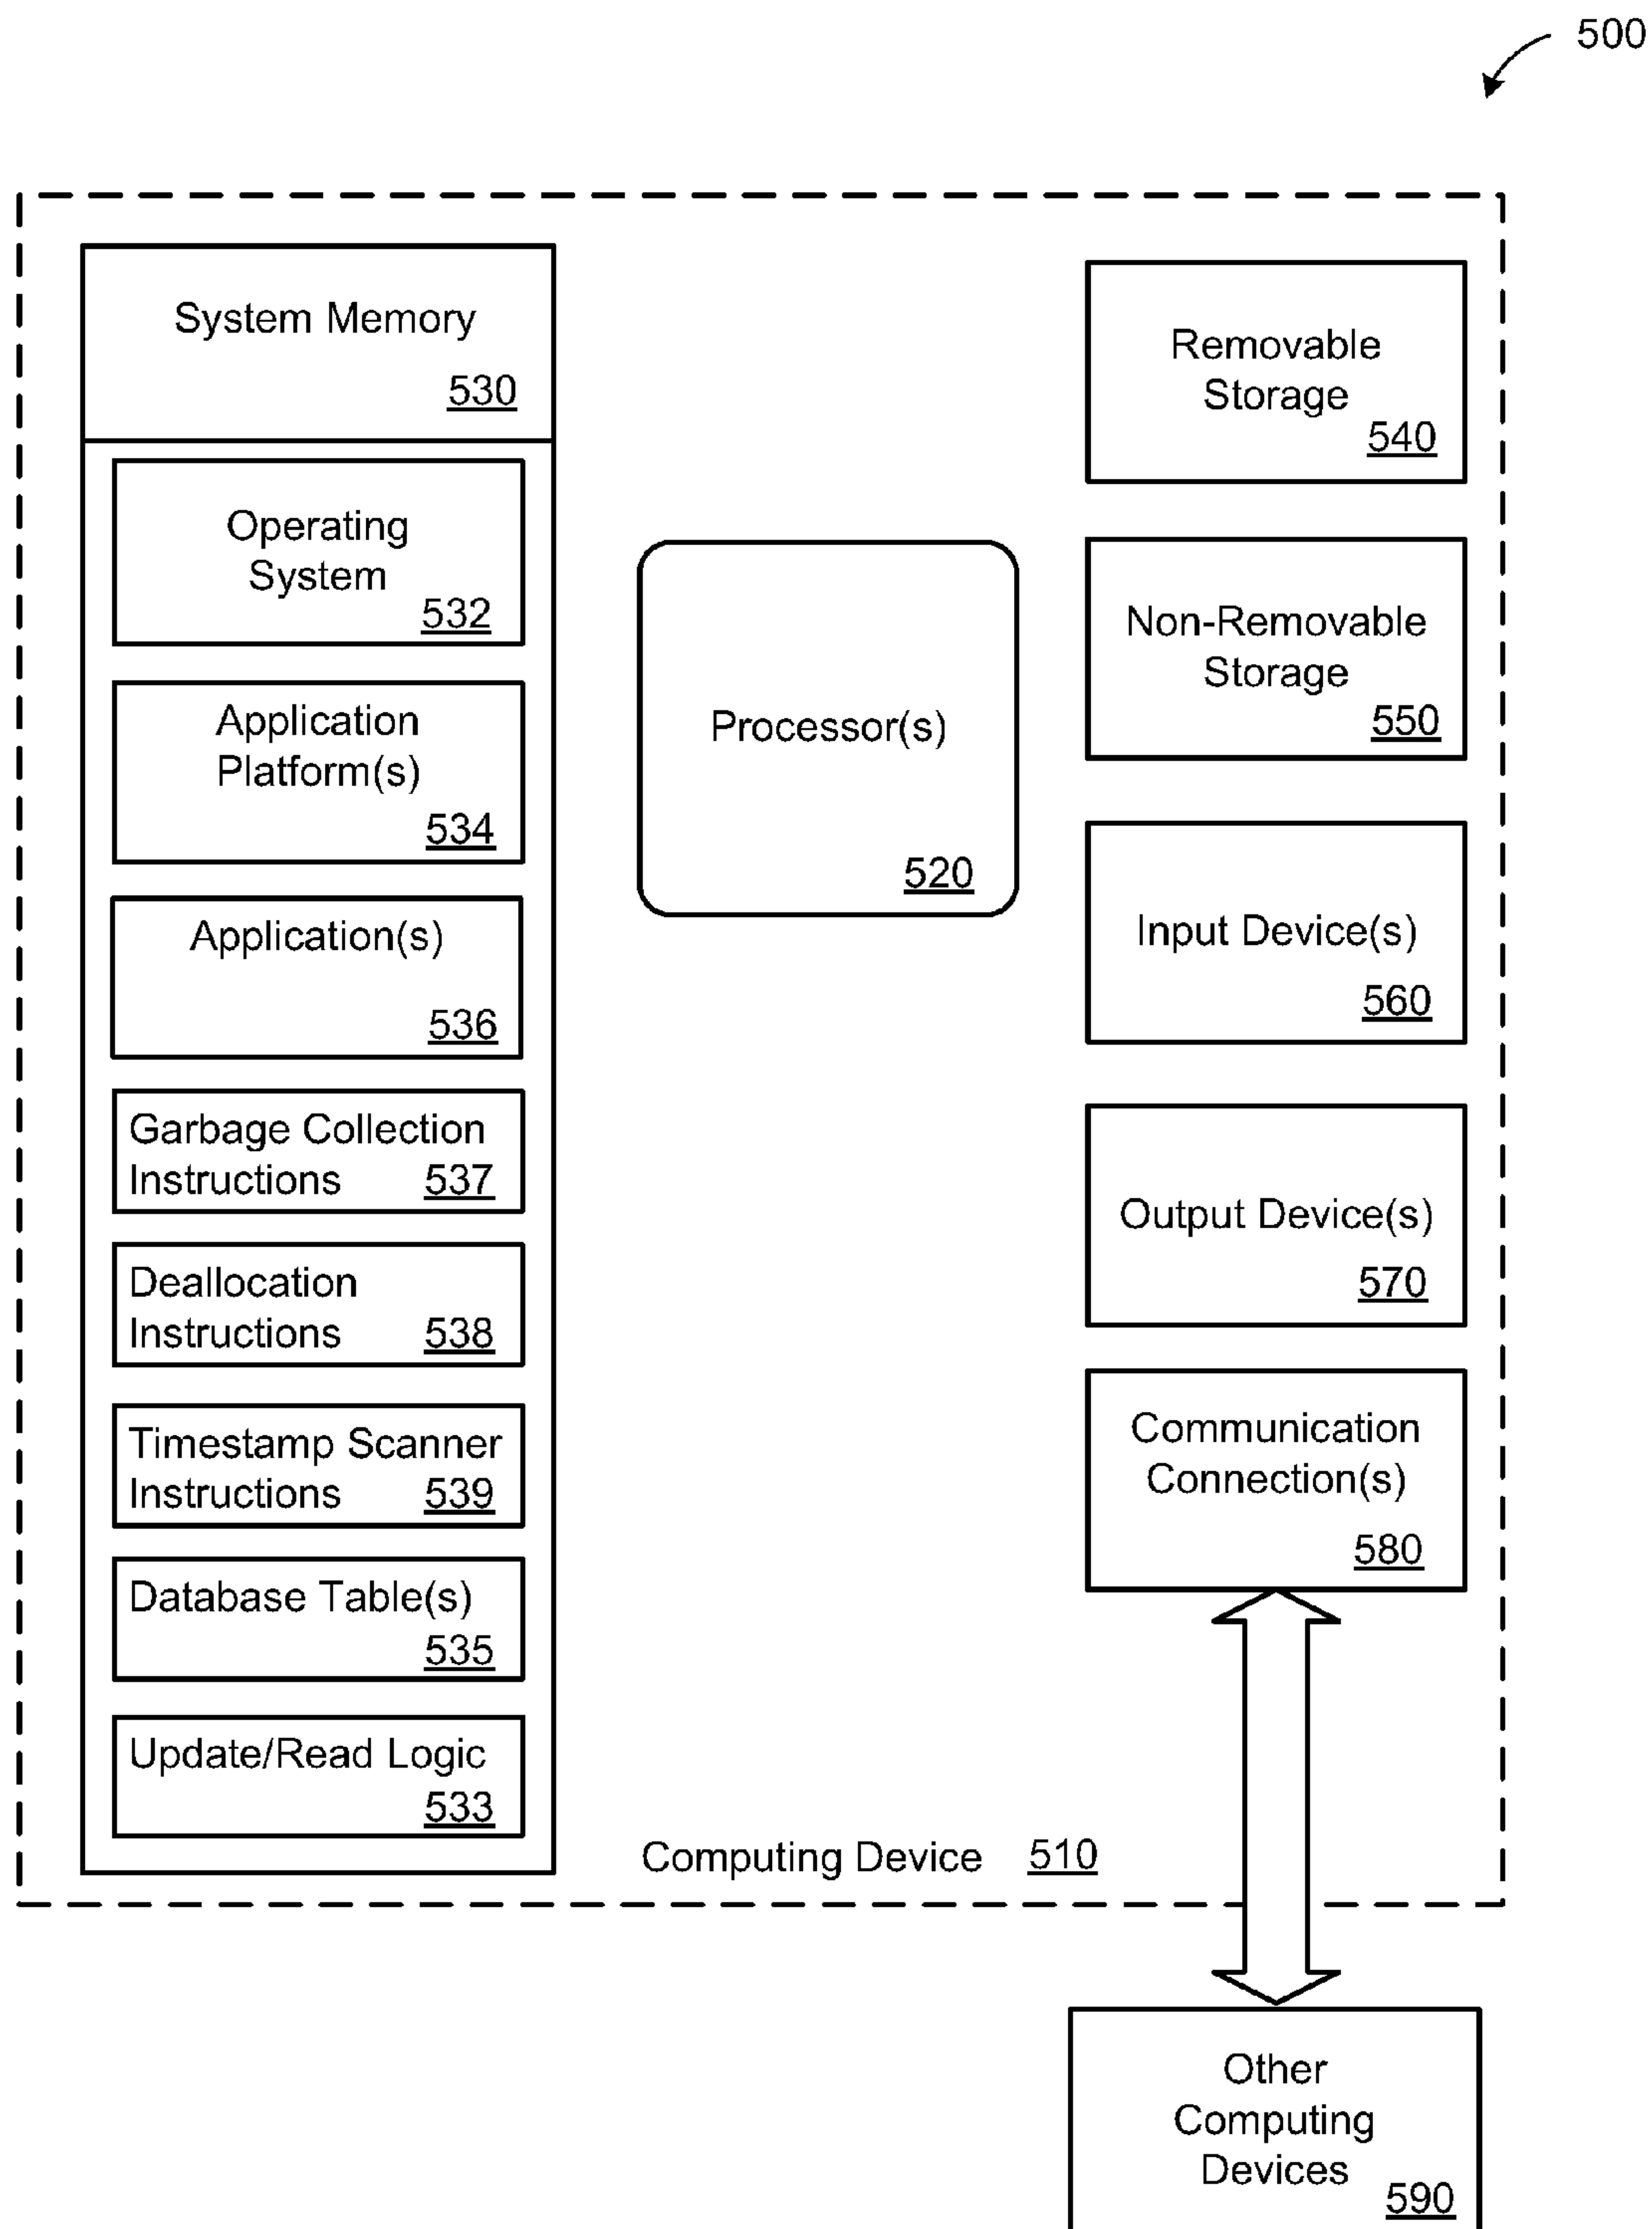 500
System Memory
530
Operating
System
532
Application
Platform(s)
534
Application(s)
536
Garbage Collection
Instructions 537
Deallocation
Instructions 538
Timestamp Scanner
Instructions 539
Database Table(s)
535
Update/Read Logic
533
Processor(s)
520
Removable
Storage
540
Non-Removable
Storage
550
Input Device(s)
560
Output Device(s)
570
Communication
Connection(s)
580
Computing Device 510
Other
Computing
Devices
590